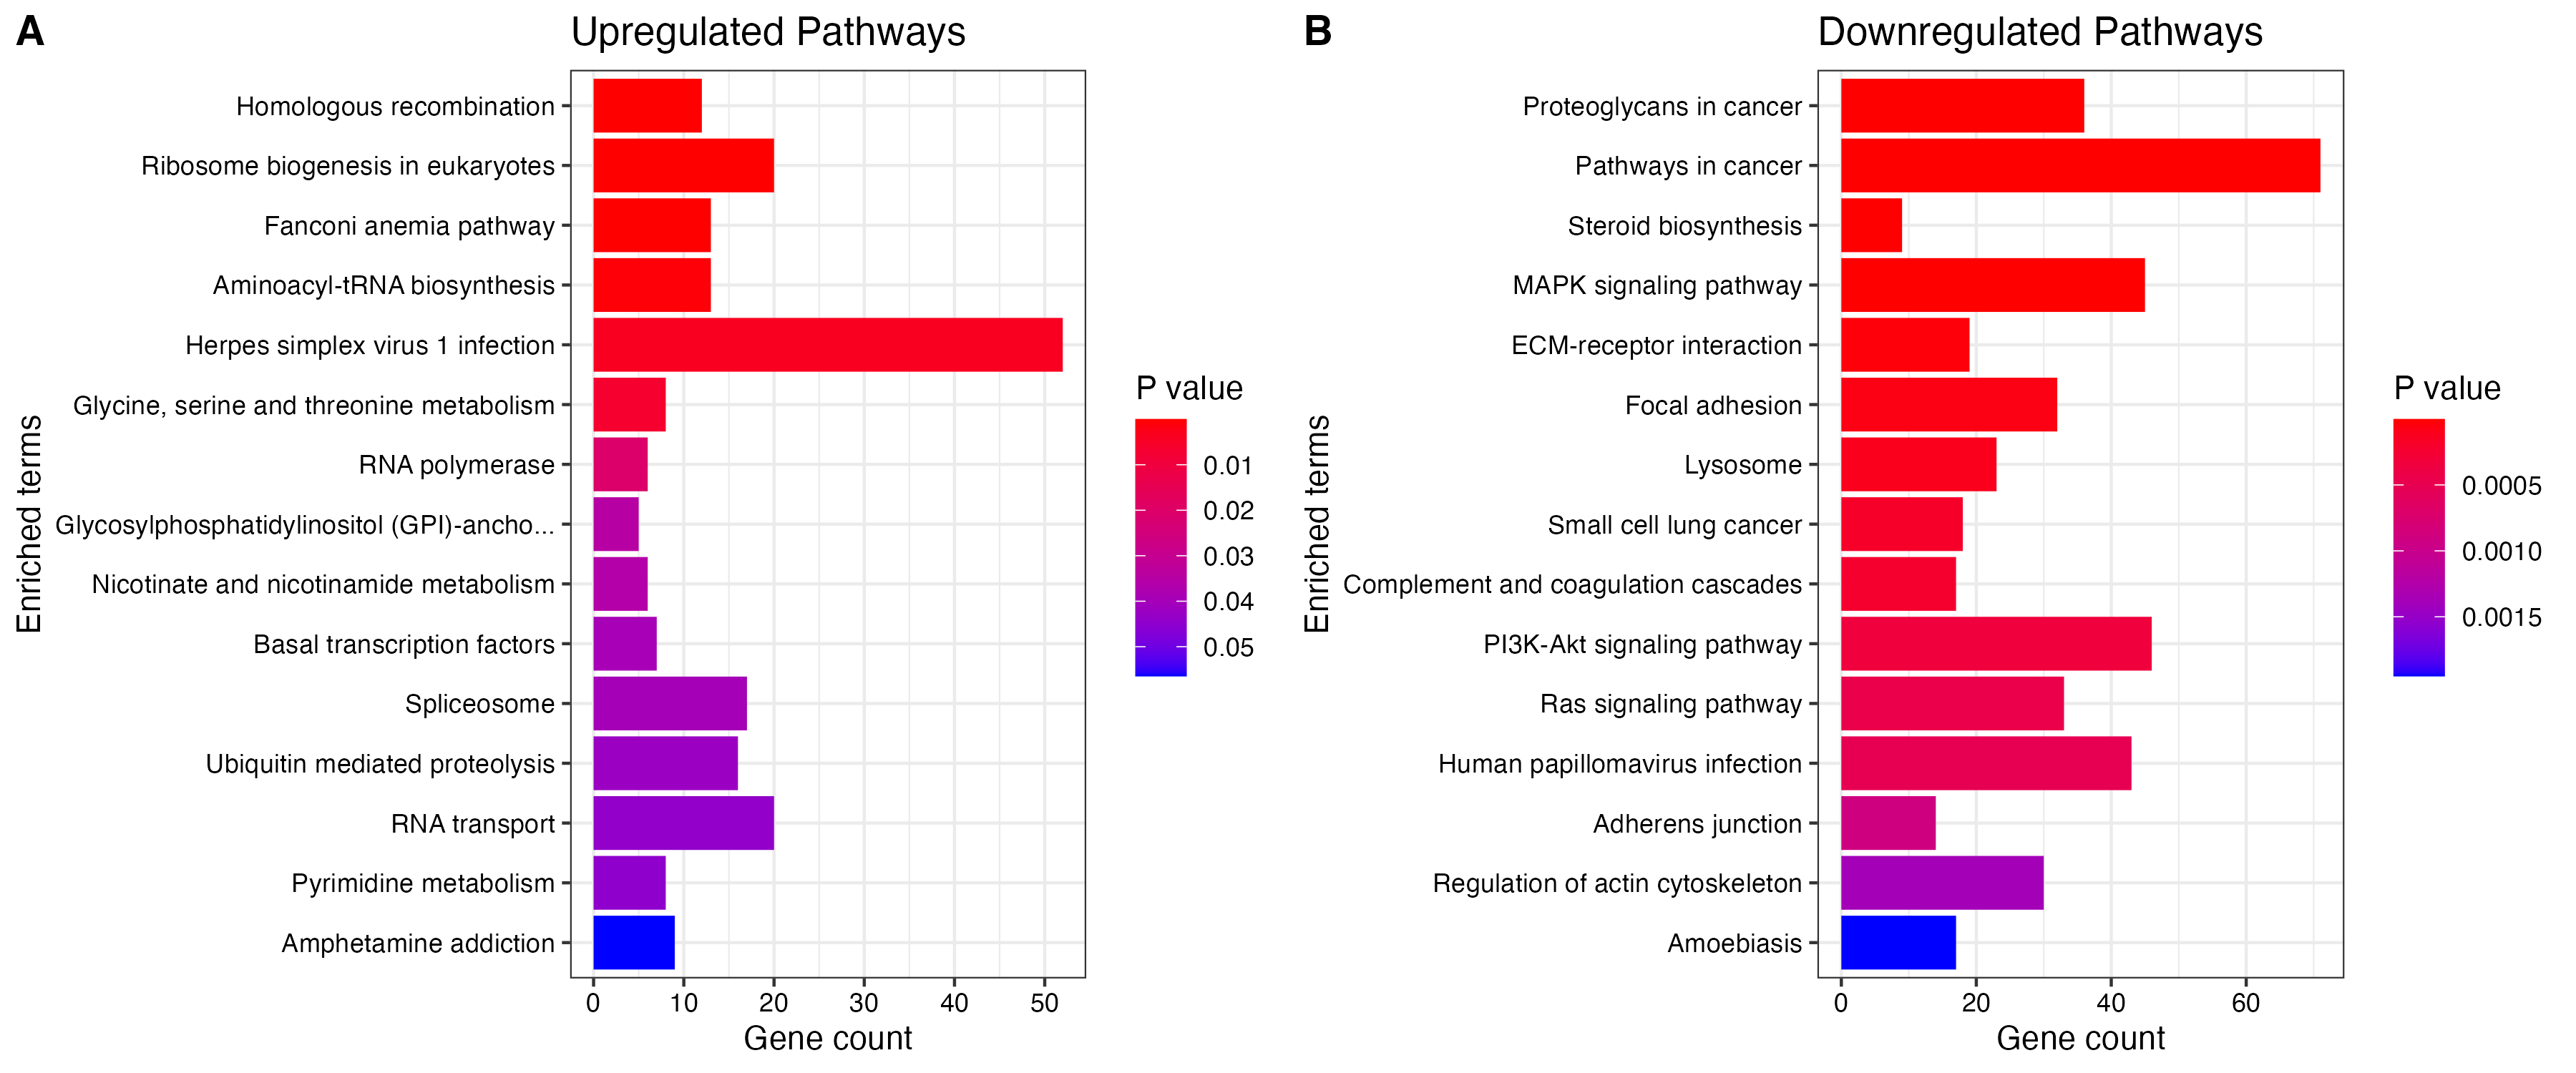 A
Upregulated Pathways
Enriched terms
Homologous recombination
Ribosome biogenesis in eukaryotes
Fanconi anemia pathway
Aminoacyl-tRNA biosynthesis
Herpes simplex virus 1 infection
Glycine, serine and threonine metabolism
RNA polymerase
Glycosylphosphatidylinositol (GPI)-ancho...
Nicotinate and nicotinamide metabolism
Basal transcription factors
Spliceosome
Ubiquitin mediated proteolysis
RNA transport
Pyrimidine metabolism
Amphetamine addiction
0 10 20 30 40 50
Gene count
P value
0.01
0.02
0.03
0.04
0.05
B
Downregulated Pathways
Enriched terms
Proteoglycans in cancer
Pathways in cancer
Steroid biosynthesis
MAPK signaling pathway
ECM-receptor interaction
Focal adhesion
Lysosome
Small cell lung cancer
Complement and coagulation cascades
PI3K-Akt signaling pathway
Ras signaling pathway
Human papillomavirus infection
Adherens junction
Regulation of actin cytoskeleton
Amoebiasis
0 20 40 60
Gene count
P value
0.0005
0.0010
0.0015